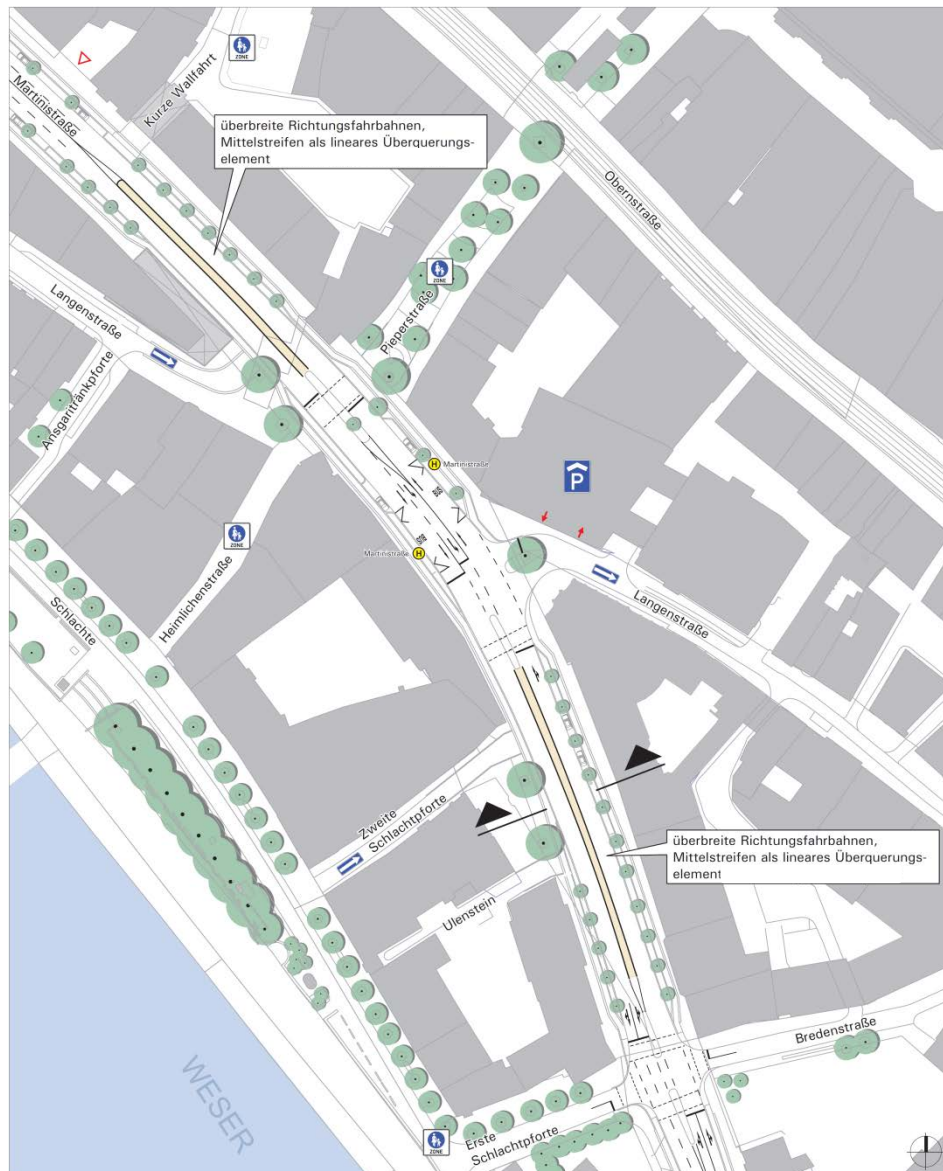 Kurze Wallfahrt
ZONE
Martinistraße
überbreite Richtungsfahrbahnen,
Mittelstreifen als lineares Überquerungs-
element
Obernstraße
ZONE
Pieperstraße
Langenstraße
Ansgaritränkpforte
H Martinistraße
P
ZONE
Martinistraße H
Heimlichenstraße
Schlachte
Langenstraße
Zweite
Schlachtpforte
überbreite Richtungsfahrbahnen,
Mittelstreifen als lineares Überquerungs-
element
Ulenstein
Bredenstraße
WESER
ZONE
Erste
Schlachtpforte